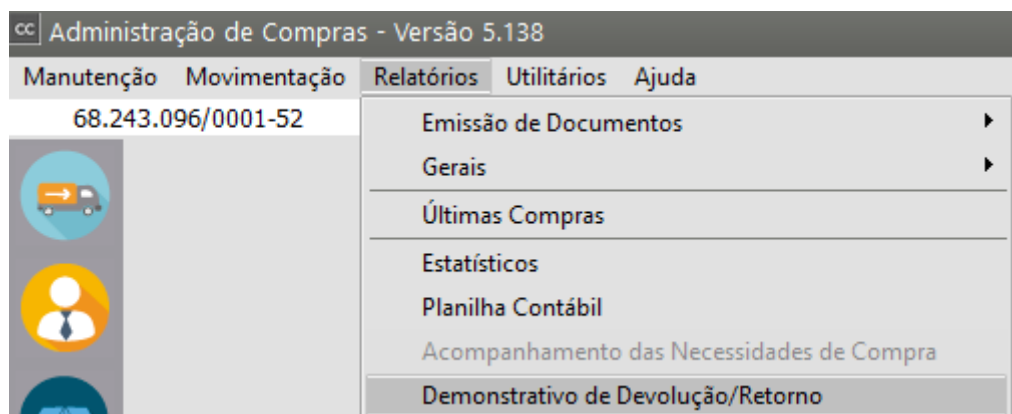 cc Administração de Compras - Versão 5.138
Manutenção Movimentação Relatórios Utilitários Ajuda
68.243.096/0001-52
Emissão de Documentos
Gerais
Últimas Compras
Estatísticos
Planilha Contábil
Acompanhamento das Necessidades de Compra
Demonstrativo de Devolução/Retorno